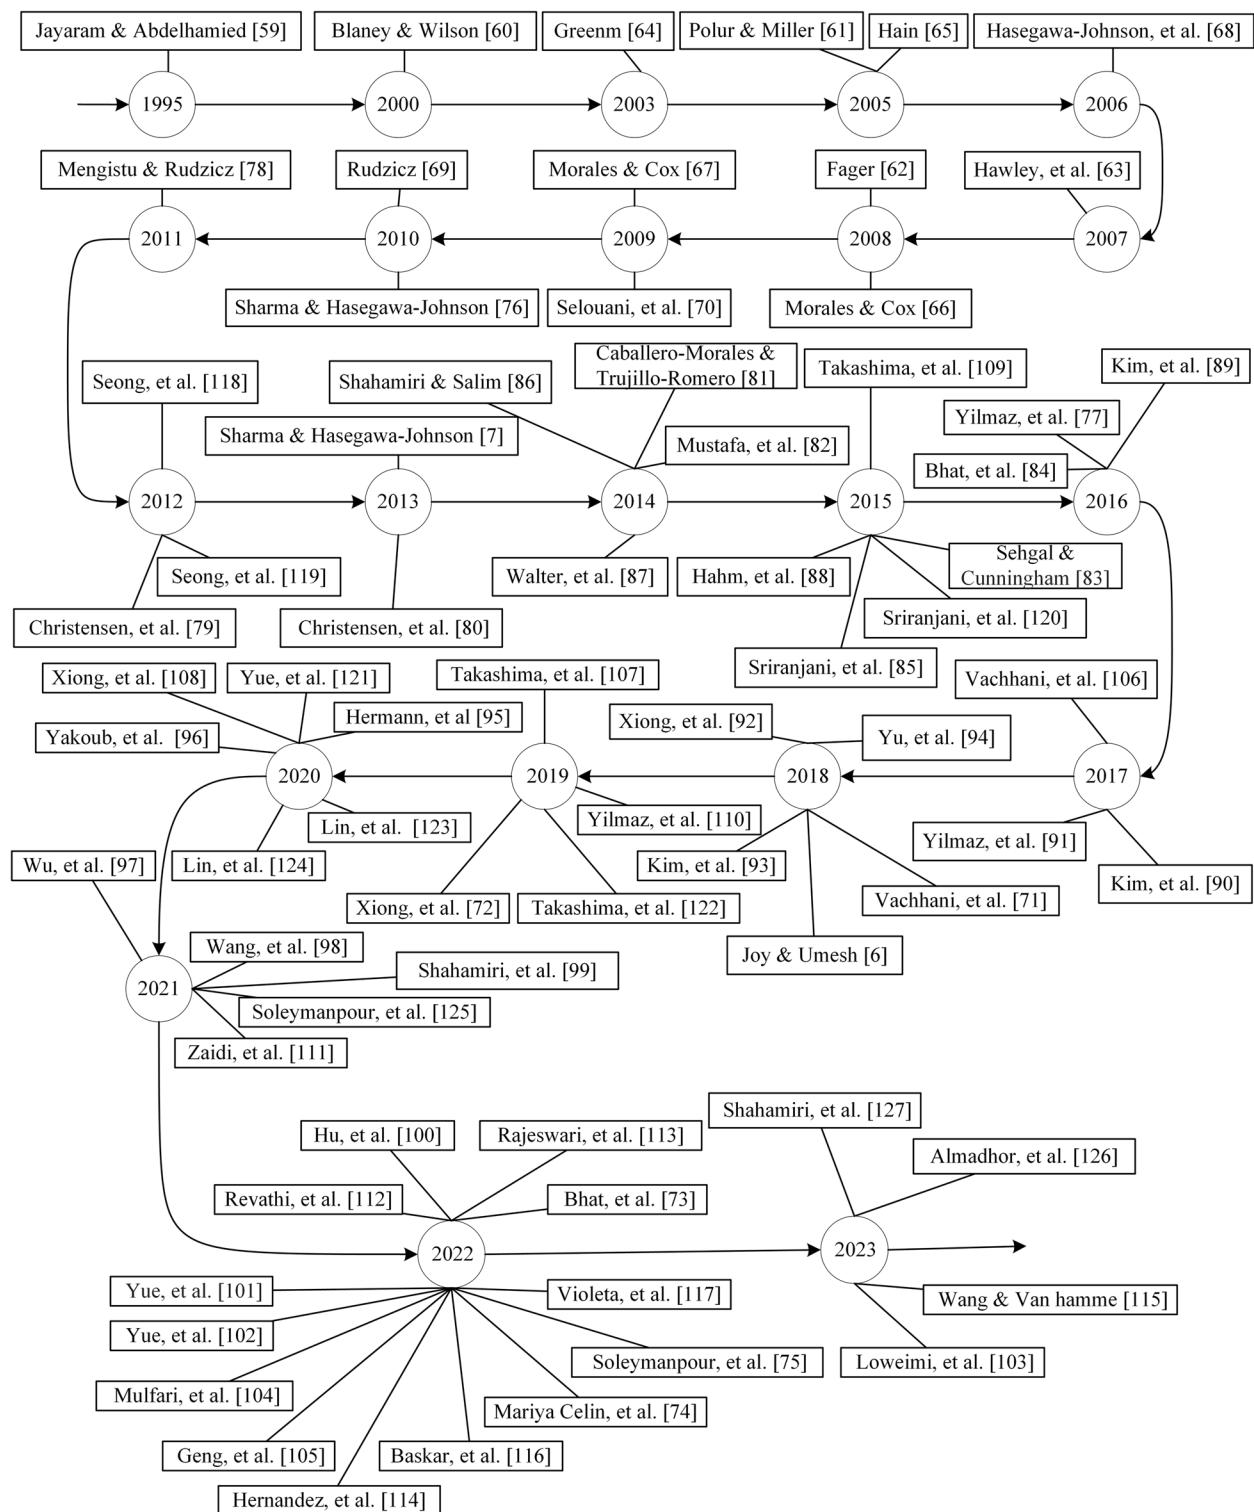 Jayaram & Abdelhamied [59]
Blaney & Wilson [60]
Greenm [64]
Polur & Miller [61]
Hain [65]
Hasegawa-Johnson, et al. [68]
1995
2000
2003
2005
2006
Mengistu & Rudzicz [78]
Rudzicz [69]
Morales & Cox [67]
Fager [62]
Hawley, et al. [63]
2011
2010
2009
2008
2007
Sharma & Hasegawa-Johnson [76]
Selouani, et al. [70]
Morales & Cox [66]
Seong, et al. [118]
Shahamiri & Salim [86]
Caballero-Morales &
Trujillo-Romero [81]
Takashima, et al. [109]
Kim, et al. [89]
Sharma & Hasegawa-Johnson [7]
Mustafa, et al. [82]
Yilmaz, et al. [77]
Bhat, et al. [84]
2012
2013
2014
2015
2016
Seong, et al. [119]
Walter, et al. [87]
Hahm, et al. [88]
Sehgal &
Cunningham [83]
Christensen, et al. [79]
Christensen, et al. [80]
Sriranjani, et al. [120]
Sriranjani, et al. [85]
Xiong, et al. [108]
Yue, et al. [121]
Takashima, et al. [107]
Vachhani, et al. [106]
Hermann, et al [95]
Xiong, et al. [92]
Yakoub, et al. [96]
Yu, et al. [94]
2020
2019
2018
2017
Lin, et al. [123]
Yilmaz, et al. [110]
Yilmaz, et al. [91]
Wu, et al. [97]
Lin, et al. [124]
Kim, et al. [93]
Kim, et al. [90]
Xiong, et al. [72]
Takashima, et al. [122]
Vachhani, et al. [71]
Wang, et al. [98]
Joy & Umesh [6]
Shahamiri, et al. [99]
2021
Soleymanpour, et al. [125]
Zaidi, et al. [111]
Shahamiri, et al. [127]
Hu, et al. [100]
Rajeswari, et al. [113]
Almadhor, et al. [126]
Revathi, et al. [112]
Bhat, et al. [73]
2022
2023
Yue, et al. [101]
Violeta, et al. [117]
Wang & Van hamme [115]
Yue, et al. [102]
Soleymanpour, et al. [75]
Loweimi, et al. [103]
Mulfari, et al. [104]
Mariya Celin, et al. [74]
Geng, et al. [105]
Baskar, et al. [116]
Hernandez, et al. [114]